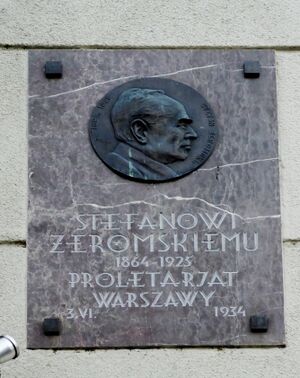 STEFANOWI
ŻEROMSKIEMU
1864-1925
PROLETARJAT
WARSZAWY
3.VI. 1934